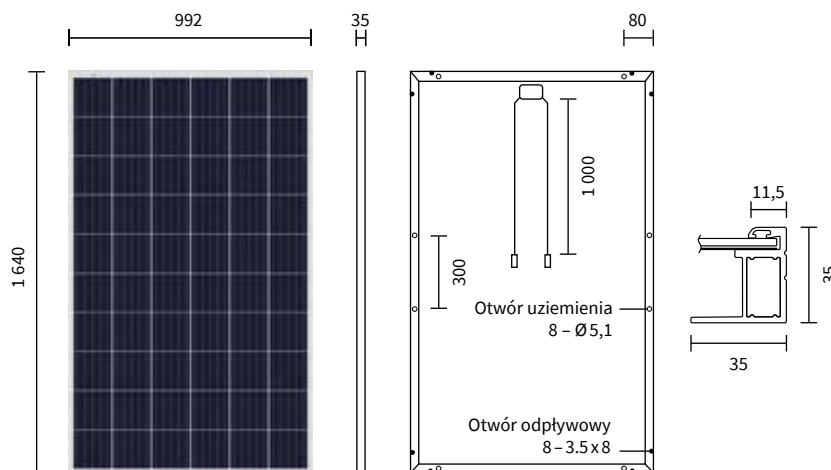 992
35
80
1 640
1 000
300
11,5
35
35
Otwór uziemienia
8 – Ø 5,1
Otwór odpływowy
8 – 3.5 x 8